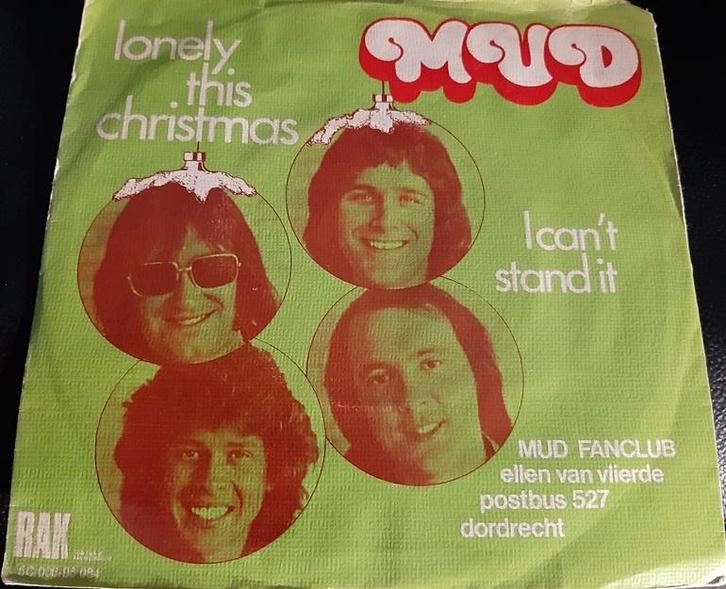 lonely
this
christmas
MUD
I can't
stand it
MUD FANCLUB
ellen van vlierde
postbus 527
dordrecht
RAK